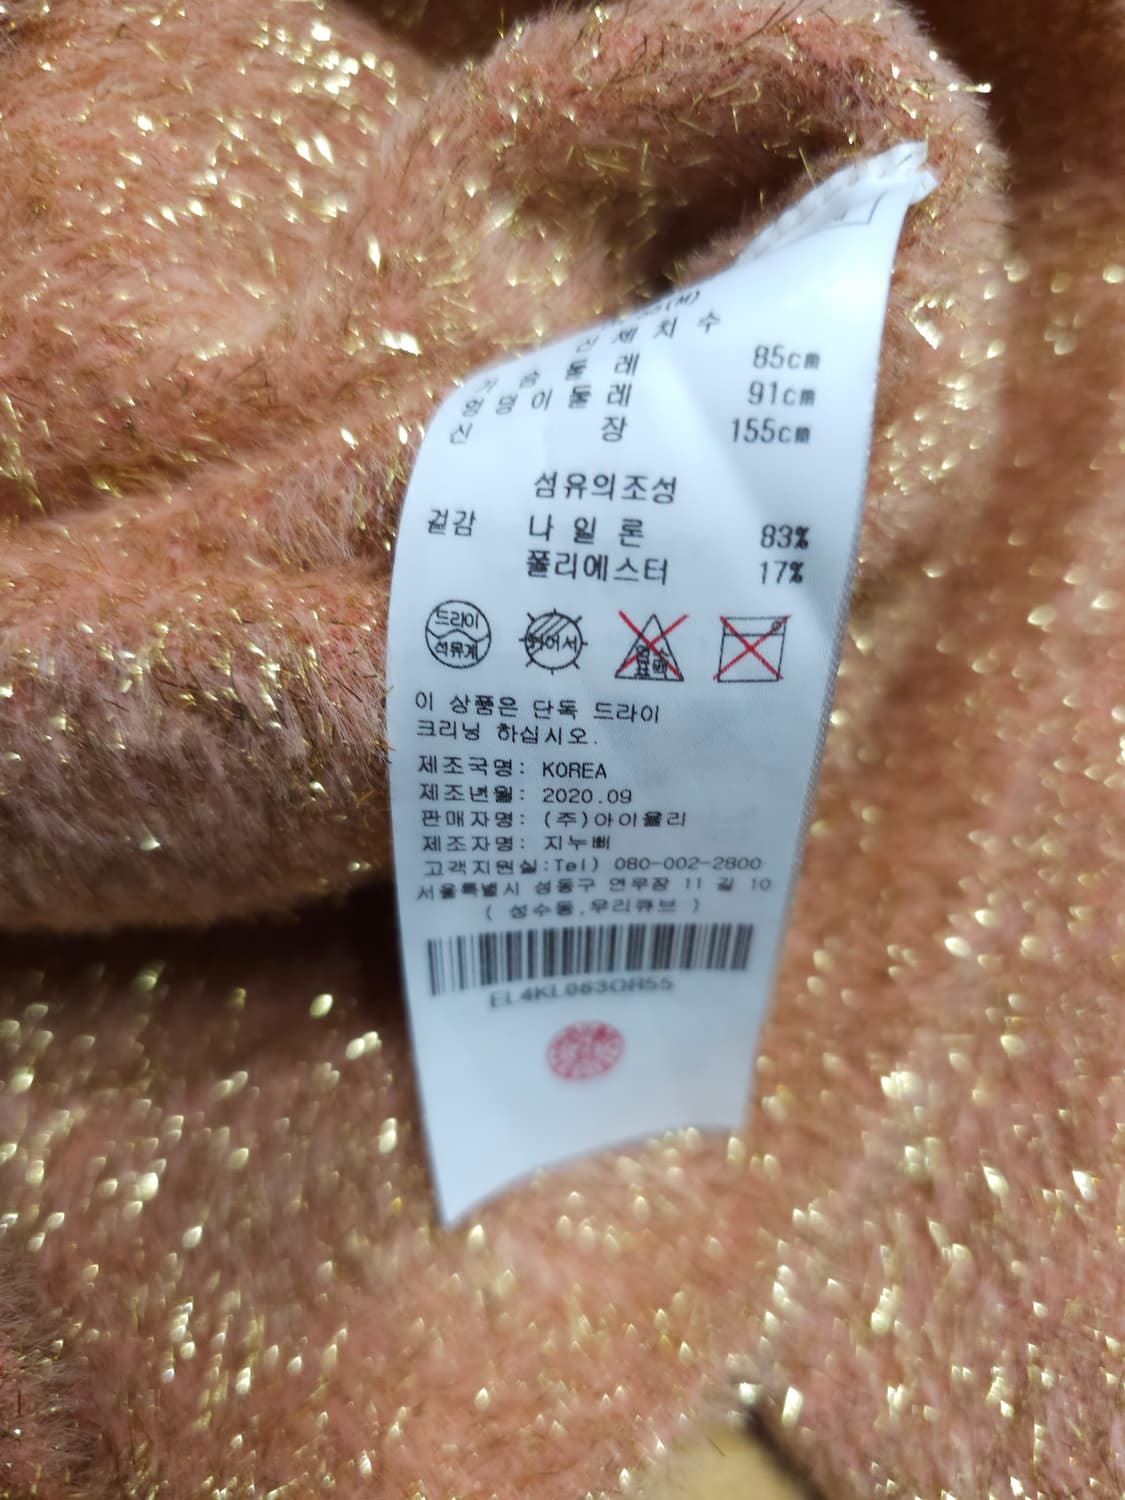 신 체 치 수
가 슴 둘 레 85cm
엉 덩 이 둘 레 91cm
신 장 155cm
섬유의조성
겉감 나 일 론 83%
폴리에스터 17%
드라이
석유계
뉘어서
염소
표백
이 상품은 단독 드라이
크리닝 하십시오.
제조국명: KOREA
제조년월: 2020.09
판매자명: (주)아이올리
제조자명: 지누삐
고객지원실:Tel) 080-002-2800
서울특별시 성동구 연무장 11 길 10
( 성수동,우리큐브 )